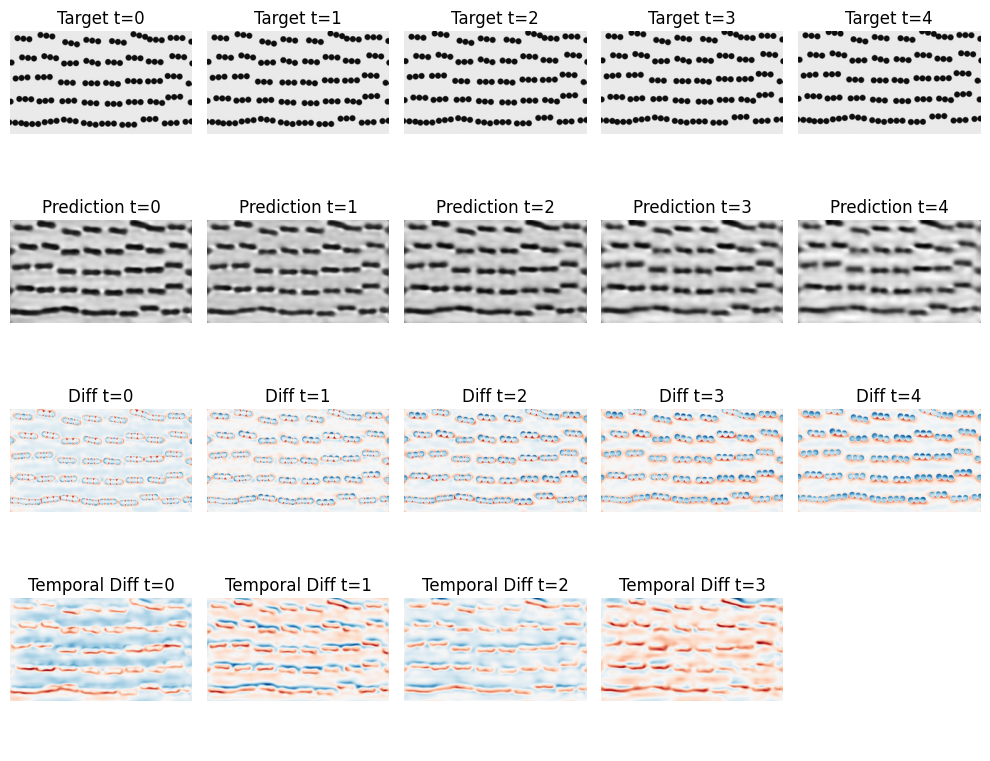 Target t=0 Target t=1 Target t=2 Target t=3 Target t=4
Prediction t=0 Prediction t=1 Prediction t=2 Prediction t=3 Prediction t=4
Diff t=0 Diff t=1 Diff t=2 Diff t=3 Diff t=4
Temporal Diff t=0 Temporal Diff t=1 Temporal Diff t=2 Temporal Diff t=3